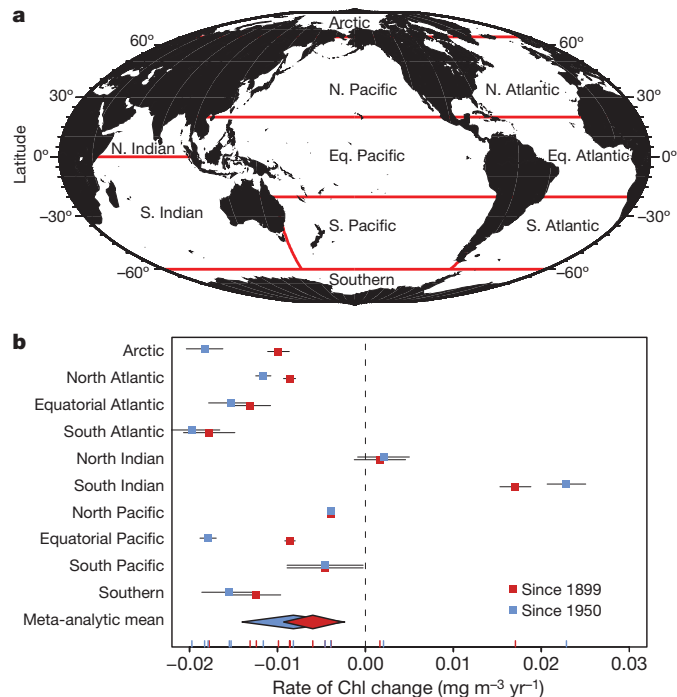 a
Arctic
60° 60°
N. Pacific N. Atlantic
30° 30°
N. Indian Eq. Pacific Eq. Atlantic
Latitude
0° 0°
S. Indian S. Pacific S. Atlantic
−30° −30°
−60° −60°
Southern
b
Arctic
North Atlantic
Equatorial Atlantic
South Atlantic
North Indian
South Indian
North Pacific
Equatorial Pacific
South Pacific
Southern
Meta-analytic mean
Since 1899
Since 1950
−0.02 −0.01 0.00 0.01 0.02 0.03
Rate of Chl change (mg m⁻³ yr⁻¹)